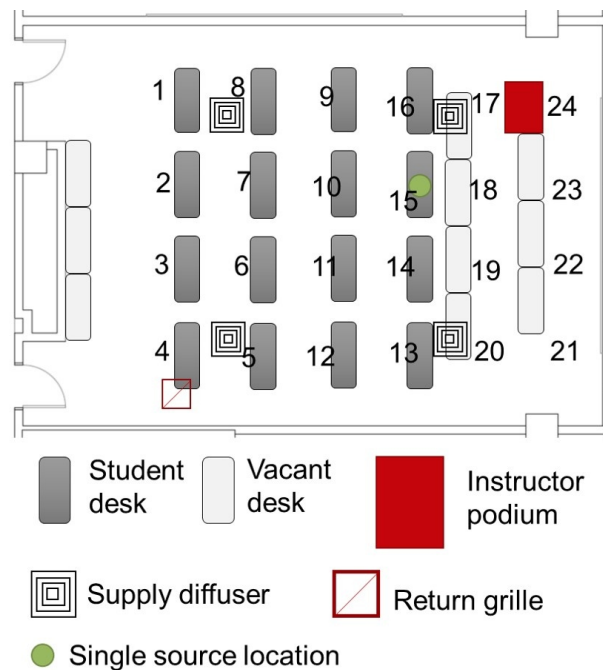 1 8 9 16 17 24
2 7 10 15 18 23
3 6 11 14 19 22
4 5 12 13 20 21
Student desk
Vacant desk
Instructor podium
Supply diffuser
Return grille
Single source location